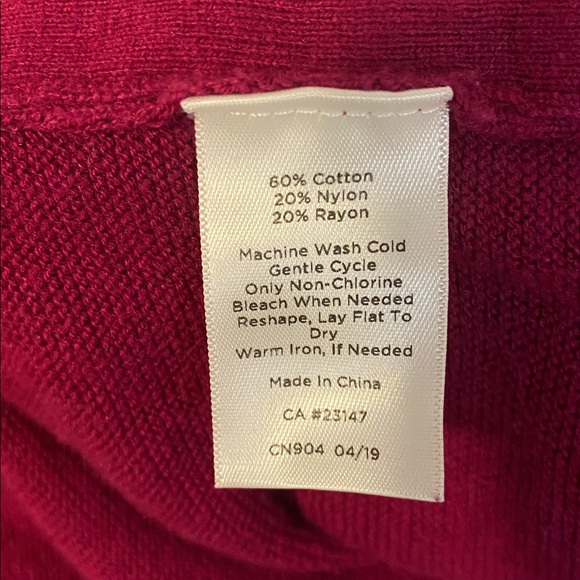 60% Cotton
20% Nylon
20% Rayon
Machine Wash Cold
Gentle Cycle
Only Non-Chlorine
Bleach When Needed
Reshape, Lay Flat To
Dry
Warm Iron, If Needed
Made In China
CA #23147
CN904 04/19